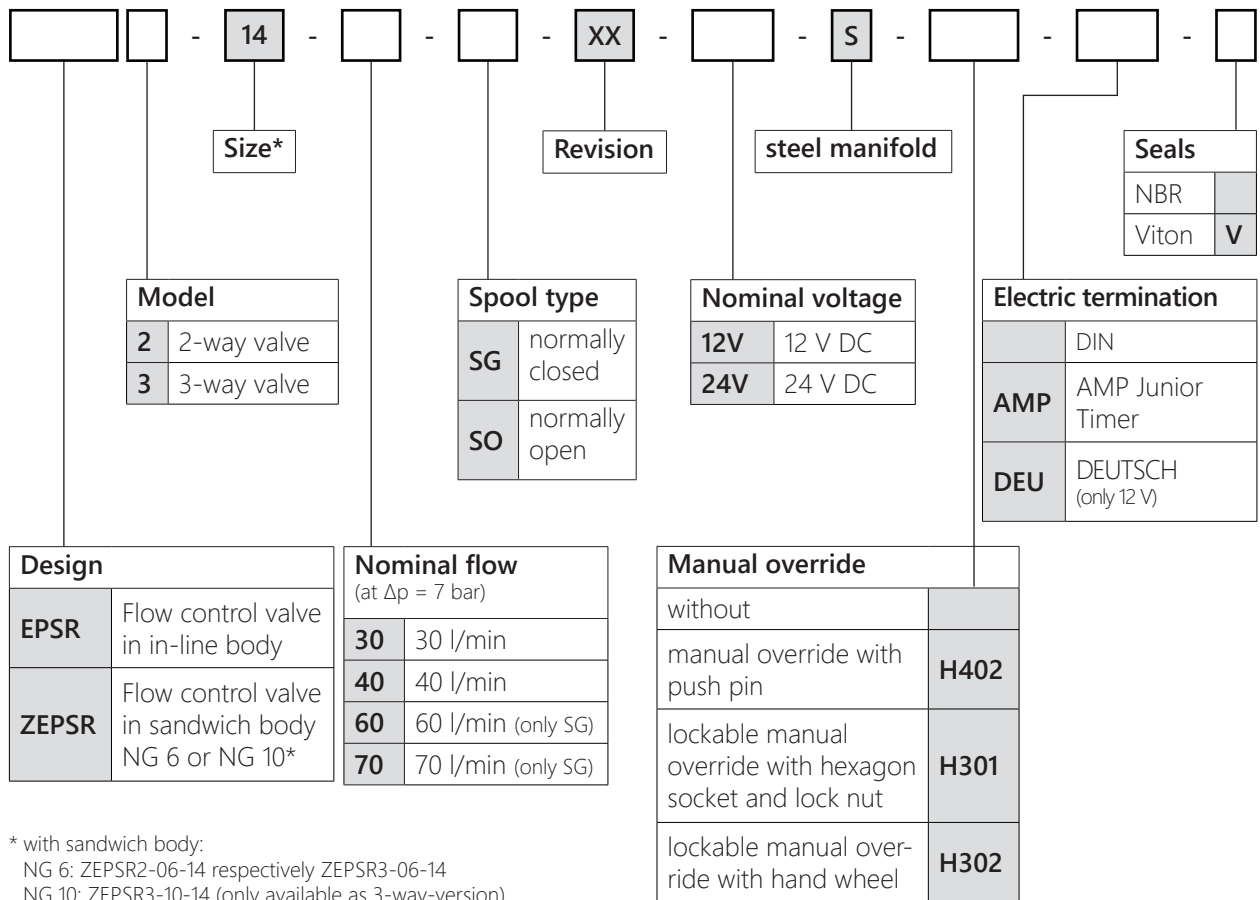 - 14 - - - XX - - S - - -
Size*
Revision
steel manifold
Seals
NBR
Viton V
Model
2 2-way valve
3 3-way valve
Spool type
SG normally
closed
SO normally
open
Nominal voltage
12V 12 V DC
24V 24 V DC
Electric termination
DIN
AMP AMP Junior
Timer
DEU DEUTSCH
(only 12 V)
Design
EPSR Flow control valve
in in-line body
ZEPSR Flow control valve
in sandwich body
NG 6 or NG 10*
Nominal flow
(at Δp = 7 bar)
30 30 l/min
40 40 l/min
60 60 l/min (only SG)
70 70 l/min (only SG)
Manual override
without
manual override with
push pin H402
lockable manual
override with hexagon
socket and lock nut H301
lockable manual over-
ride with hand wheel H302
* with sandwich body:
NG 6: ZEPSR2-06-14 respectively ZEPSR3-06-14
NG 10: ZEPSR3-10-14 (only available as 3-way-version)